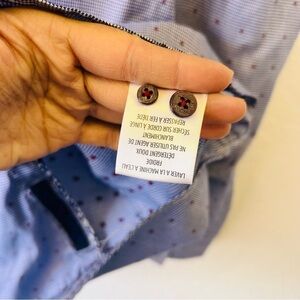 LAVER A LA MACHINE A L'EAU
FROIDE
DETERGENT DOUX
NE PAS UTILISER AGENT DE
BLANCHIMENT
SECHER SUR CORDE A LINGE
REPASSER A FER TIEDE